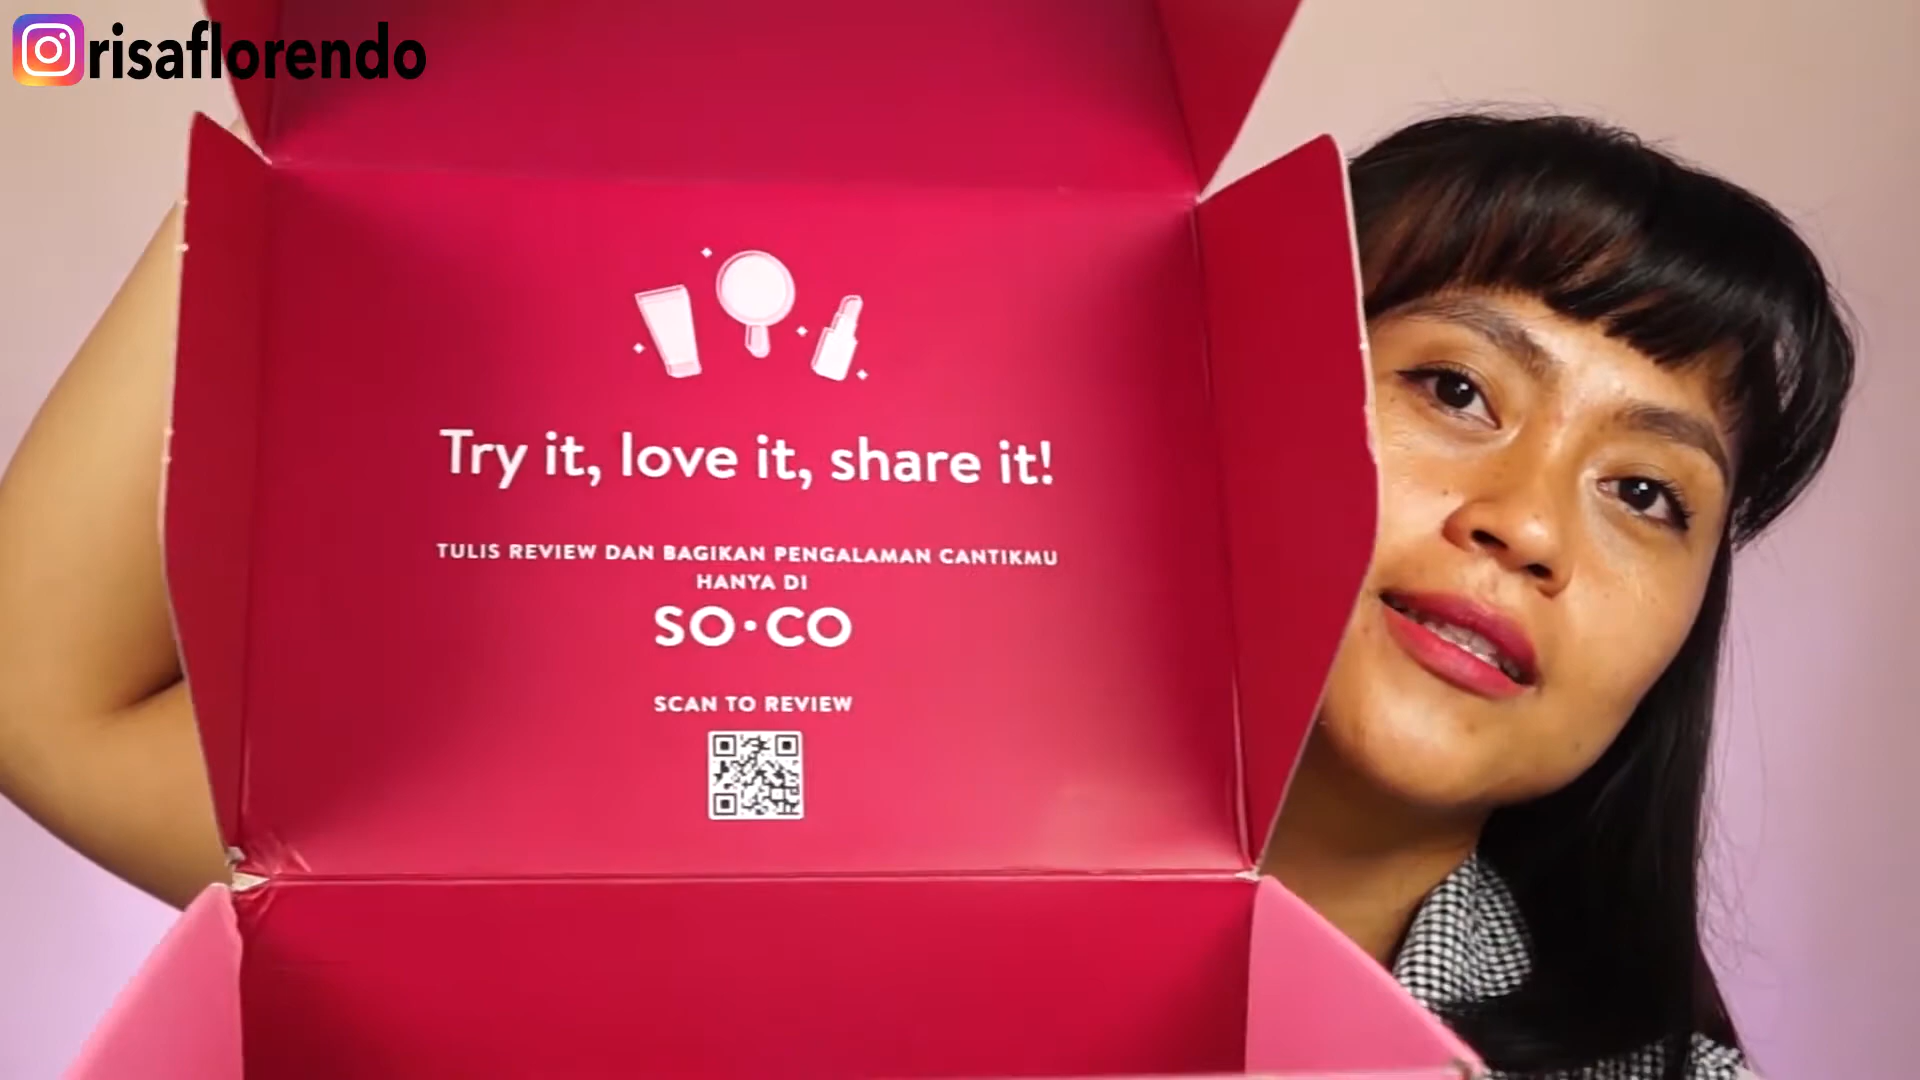 risaflorendo
Try it, love it, share it!
TULIS REVIEW DAN BAGIKAN PENGALAMAN CANTIKMU
HANYA DI
SO•CO
SCAN TO REVIEW